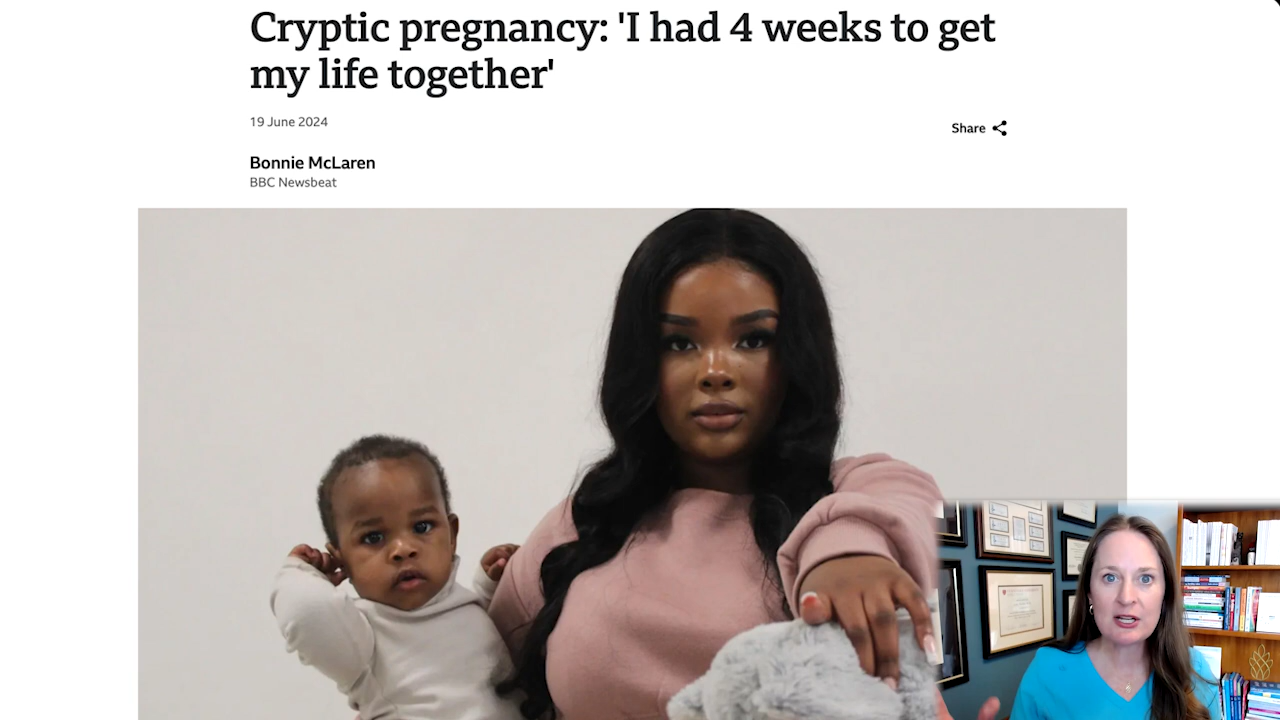 Cryptic pregnancy: 'I had 4 weeks to get
my life together'
19 June 2024
Share
Bonnie McLaren
BBC Newsbeat